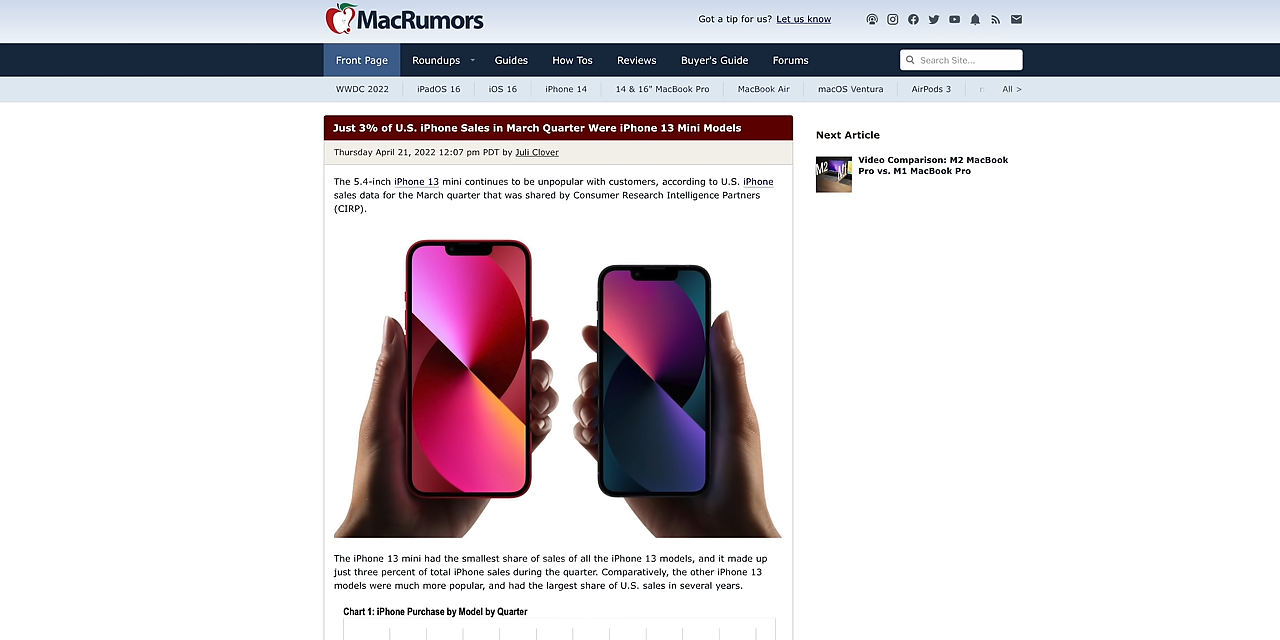 MacRumors
Got a tip for us? Let us know
Front Page Roundups Guides How Tos Reviews Buyer's Guide Forums
Search Site...
WWDC 2022 iPadOS 16 iOS 16 iPhone 14 14 & 16" MacBook Pro MacBook Air macOS Ventura AirPods 3 All >
Just 3% of U.S. iPhone Sales in March Quarter Were iPhone 13 Mini Models
Thursday April 21, 2022 12:07 pm PDT by Juli Clover
The 5.4-inch iPhone 13 mini continues to be unpopular with customers, according to U.S. iPhone
sales data for the March quarter that was shared by Consumer Research Intelligence Partners
(CIRP).
The iPhone 13 mini had the smallest share of sales of all the iPhone 13 models, and it made up
just three percent of total iPhone sales during the quarter. Comparatively, the other iPhone 13
models were much more popular, and had the largest share of U.S. sales in several years.
Chart 1: iPhone Purchase by Model by Quarter
Next Article
M2 M1
Video Comparison: M2 MacBook
Pro vs. M1 MacBook Pro